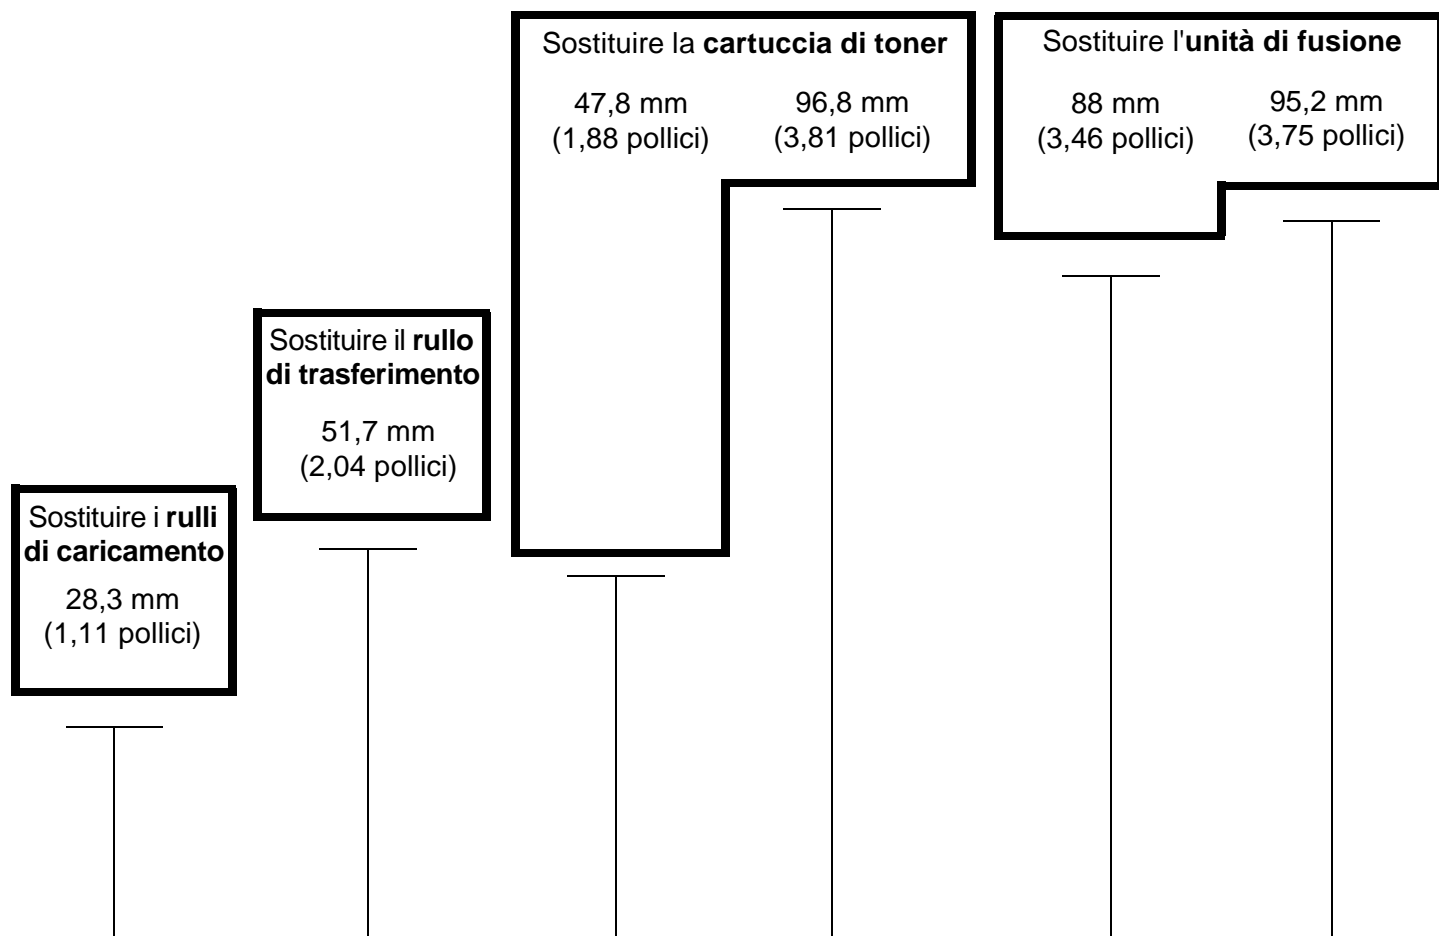 Sostituire la cartuccia di toner
47,8 mm
(1,88 pollici)
96,8 mm
(3,81 pollici)
Sostituire l'unità di fusione
88 mm
(3,46 pollici)
95,2 mm
(3,75 pollici)
Sostituire il rullo
di trasferimento
51,7 mm
(2,04 pollici)
Sostituire i rulli
di caricamento
28,3 mm
(1,11 pollici)